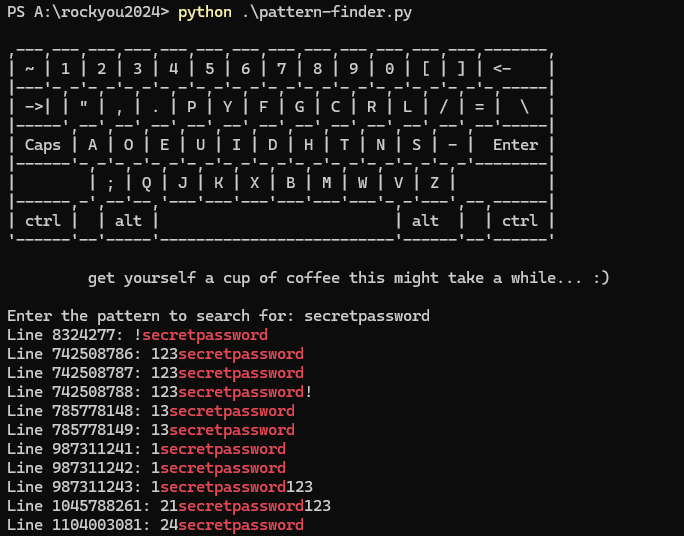 PS A:\rockyou2024> python .\pattern-finder.py
,---,---,---,---,---,---,---,---,---,---,---,---,---,-------,
| ~ | 1 | 2 | 3 | 4 | 5 | 6 | 7 | 8 | 9 | 0 | [ | ] | <-    |
|---'-,-'-,-'-,-'-,-'-,-'-,-'-,-'-,-'-,-'-,-'-,-'-,-'-,-----|
| ->| | " | , | . | P | Y | F | G | C | R | L | / | = |  \  |
|-----',--',--',--',--',--',--',--',--',--',--',--',--'-----|
| Caps | A | O | E | U | I | D | H | T | N | S | - |  Enter |
|------'-,-'-,-'-,-'-,-'-,-'-,-'-,-'-,-'-,-'-,-'-,-'--------|
|        | ; | Q | J | K | X | B | M | W | V | Z |          |
|------,-',--'--,'---'---'---'---'---'---'-,-'---',--,------|
| ctrl |  | alt |                          | alt  |  | ctrl |
'------'--'-----'--------------------------'------'--'------'
get yourself a cup of coffee this might take a while... :)
Enter the pattern to search for: secretpassword
Line 8324277: !secretpassword
Line 742508786: 123secretpassword
Line 742508787: 123secretpassword
Line 742508788: 123secretpassword!
Line 785778148: 13secretpassword
Line 785778149: 13secretpassword
Line 987311241: 1secretpassword
Line 987311242: 1secretpassword
Line 987311243: 1secretpassword123
Line 1045788261: 21secretpassword123
Line 1104003081: 24secretpassword